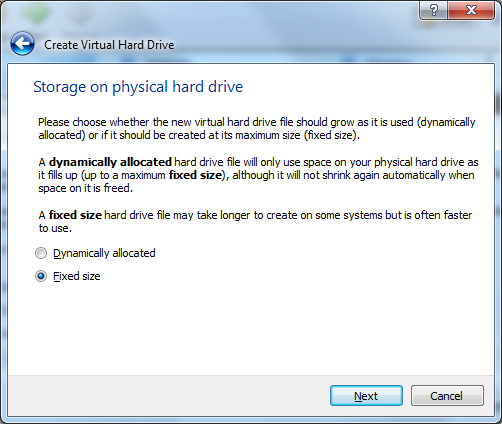 Create Virtual Hard Drive
Storage on physical hard drive
Please choose whether the new virtual hard drive file should grow as it is used (dynamically
allocated) or if it should be created at its maximum size (fixed size).
A dynamically allocated hard drive file will only use space on your physical hard drive as
it fills up (up to a maximum fixed size), although it will not shrink again automatically when
space on it is freed.
A fixed size hard drive file may take longer to create on some systems but is often faster
to use.
Dynamically allocated
Fixed size
Next
Cancel